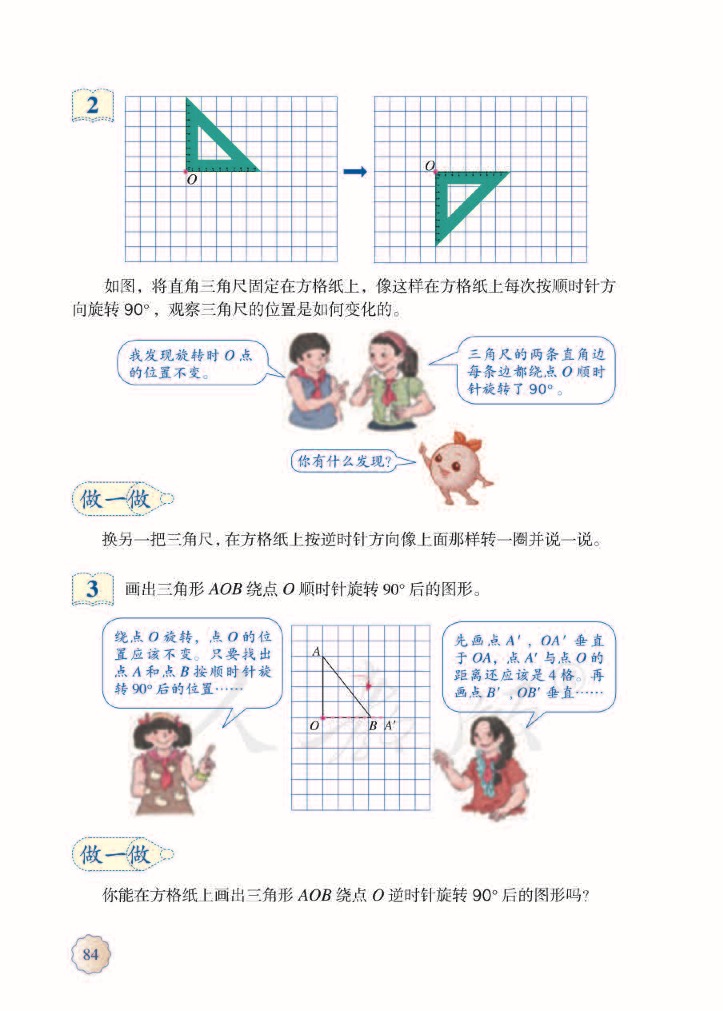 2
O
O
如图，将直角三角尺固定在方格纸上，像这样在方格纸上每次按顺时针方
向旋转 90°，观察三角尺的位置是如何变化的。
我发现旋转时 O 点
的位置不变。
三角尺的两条直角边
每条边都绕点 O 顺时
针旋转了 90°。
你有什么发现?
做一做
换另一把三角尺，在方格纸上按逆时针方向像上面那样转一圈并说一说。
3 画出三角形 AOB 绕点 O 顺时针旋转 90° 后的图形。
绕点 O 旋转，点 O 的位
置应该不变。只要找出
点 A 和点 B 按顺时针旋
转 90° 后的位置……
A
O B A′
先画点 A′，OA′ 垂直
于 OA，点 A′ 与点 O 的
距离还应该是 4 格。再
画点 B′，OB′ 垂直……
做一做
你能在方格纸上画出三角形 AOB 绕点 O 逆时针旋转 90° 后的图形吗?
84